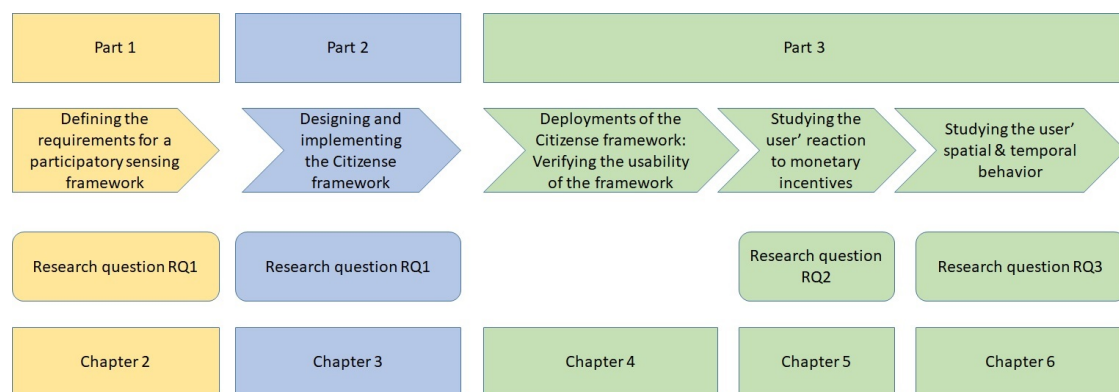 Part 1
Part 2
Part 3
Defining the
requirements for a
participatory sensing
framework
Designing and
implementing
the Citizense
framework
Deployments of the
Citizense framework:
Verifying the usability
of the framework
Studying the
user’ reaction
to monetary
incentives
Studying the user’
spatial & temporal
behavior
Research question RQ1
Research question RQ1
Research question
RQ2
Research question RQ3
Chapter 2
Chapter 3
Chapter 4
Chapter 5
Chapter 6